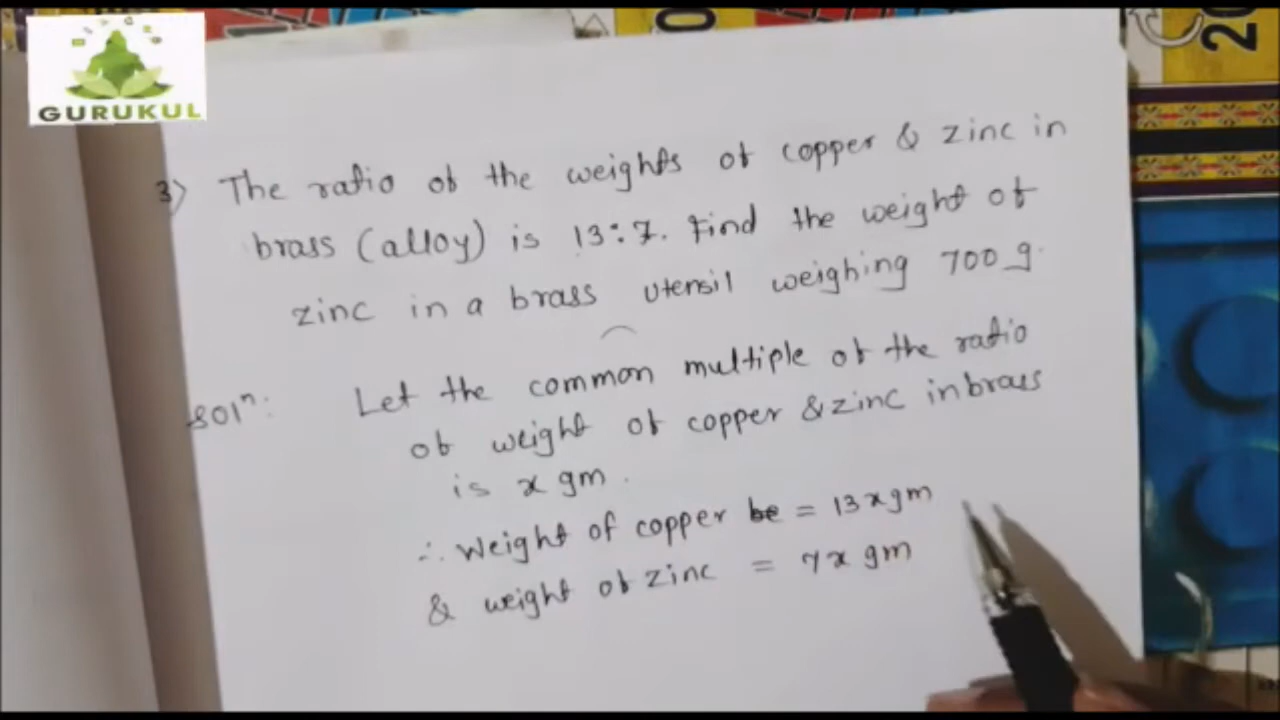 GURUKUL
20
3) The ratio of the weights of copper & zinc in
brass (alloy) is 13:7. Find the weight of
zinc in a brass utensil weighing 700 g.
Soln: Let the common multiple of the ratio
of weight of copper & zinc in brass
is x gm.
∴ Weight of copper be = 13x gm
& weight of zinc = 7x gm